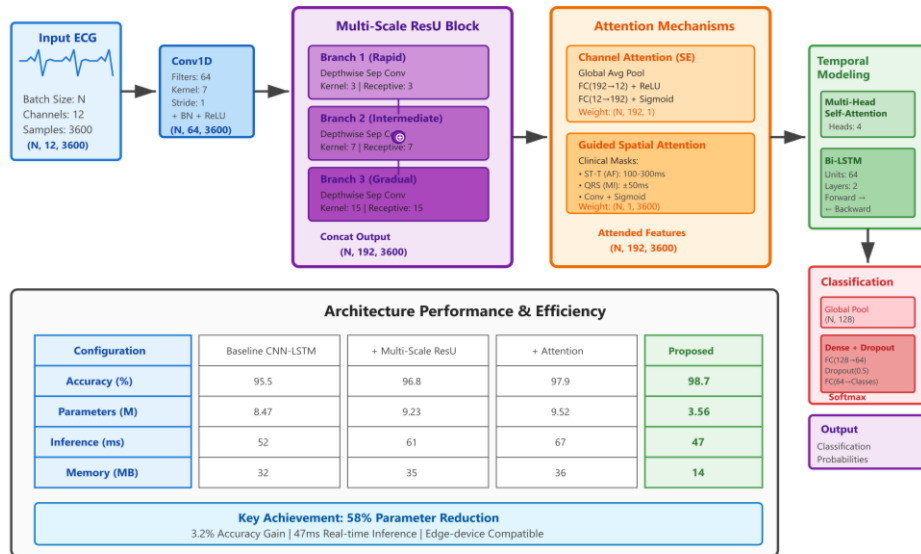 Input ECG
Batch Size: N
Channels: 12
Samples: 3600
(N, 12, 3600)
Conv1D
Filters: 64
Kernel: 7
Stride: 1
+ BN + ReLU
(N, 64, 3600)
Multi-Scale ResU Block
Branch 1 (Rapid)
Depthwise Sep Conv
Kernel: 3 | Receptive: 3
Branch 2 (Intermediate)
Depthwise Sep Conv
Kernel: 7 | Receptive: 7
Branch 3 (Gradual)
Depthwise Sep Conv
Kernel: 15 | Receptive: 15
Concat Output
(N, 192, 3600)
Attention Mechanisms
Channel Attention (SE)
Global Avg Pool
FC(192→12) + ReLU
FC(12→192) + Sigmoid
Weight: (N, 192, 1)
Guided Spatial Attention
Clinical Masks:
• ST-T (AF): 100-300ms
• QRS (MI): ±50ms
• Conv + Sigmoid
Weight: (N, 1, 3600)
Attended Features
(N, 192, 3600)
Temporal
Modeling
Multi-Head
Self-Attention
Heads: 4
Bi-LSTM
Units: 64
Layers: 2
Forward →
← Backward
Classification
Global Pool
(N, 128)
Dense + Dropout
FC(128→64)
Dropout(0.5)
FC(64→Classes)
Softmax
Output
Classification
Probabilities
Architecture Performance & Efficiency
Configuration Baseline CNN-LSTM + Multi-Scale ResU + Attention Proposed
Accuracy (%) 95.5 96.8 97.9 98.7
Parameters (M) 8.47 9.23 9.52 3.56
Inference (ms) 52 61 67 47
Memory (MB) 32 35 36 14
Key Achievement: 58% Parameter Reduction
3.2% Accuracy Gain | 47ms Real-time Inference | Edge-device Compatible